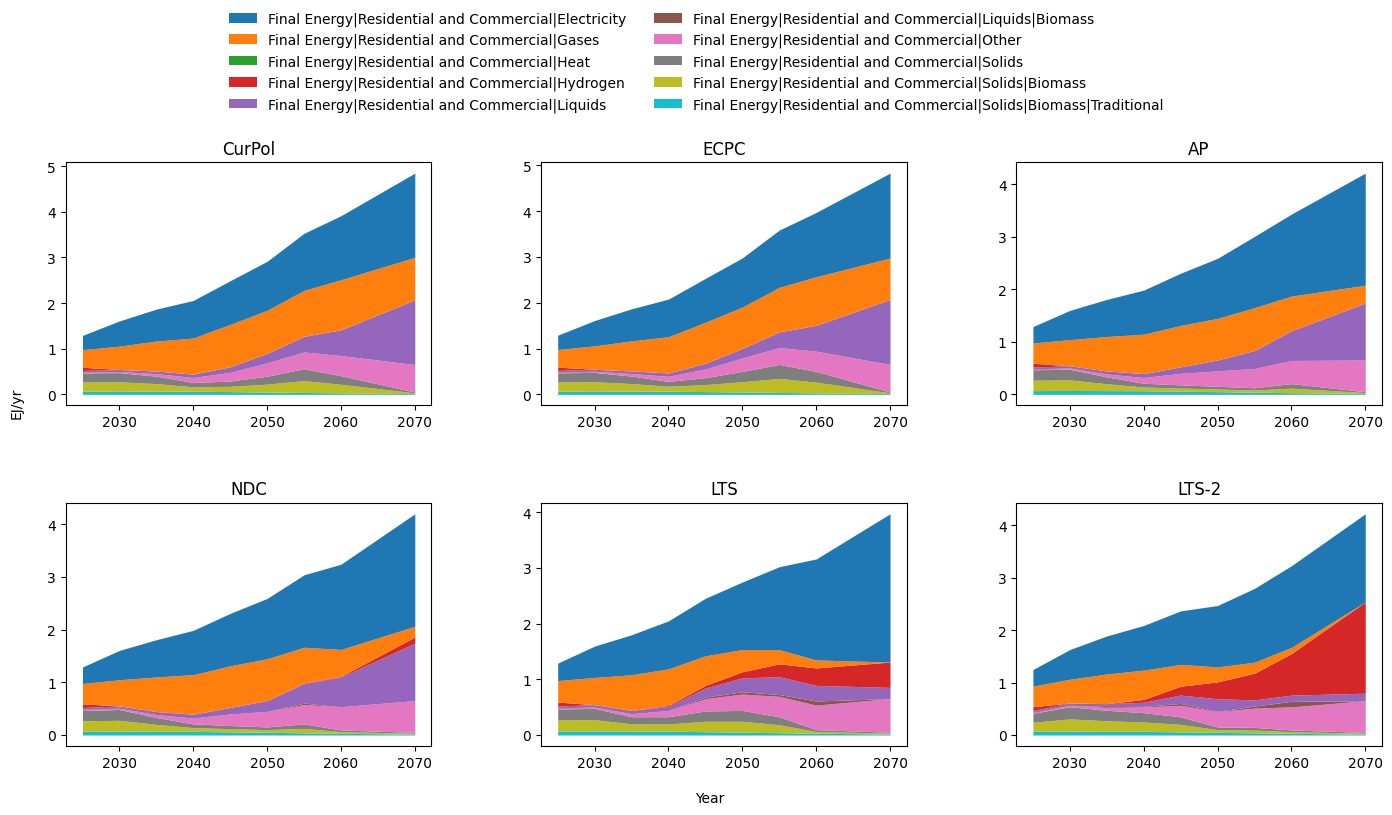 Final Energy|Residential and Commercial|Electricity
Final Energy|Residential and Commercial|Gases
Final Energy|Residential and Commercial|Heat
Final Energy|Residential and Commercial|Hydrogen
Final Energy|Residential and Commercial|Liquids
Final Energy|Residential and Commercial|Liquids|Biomass
Final Energy|Residential and Commercial|Other
Final Energy|Residential and Commercial|Solids
Final Energy|Residential and Commercial|Solids|Biomass
Final Energy|Residential and Commercial|Solids|Biomass|Traditional
EJ/yr
CurPol
5
4
3
2
1
0
2030 2040 2050 2060 2070
ECPC
5
4
3
2
1
0
2030 2040 2050 2060 2070
AP
4
3
2
1
0
2030 2040 2050 2060 2070
NDC
4
3
2
1
0
2030 2040 2050 2060 2070
LTS
4
3
2
1
0
2030 2040 2050 2060 2070
LTS-2
4
3
2
1
0
2030 2040 2050 2060 2070
Year